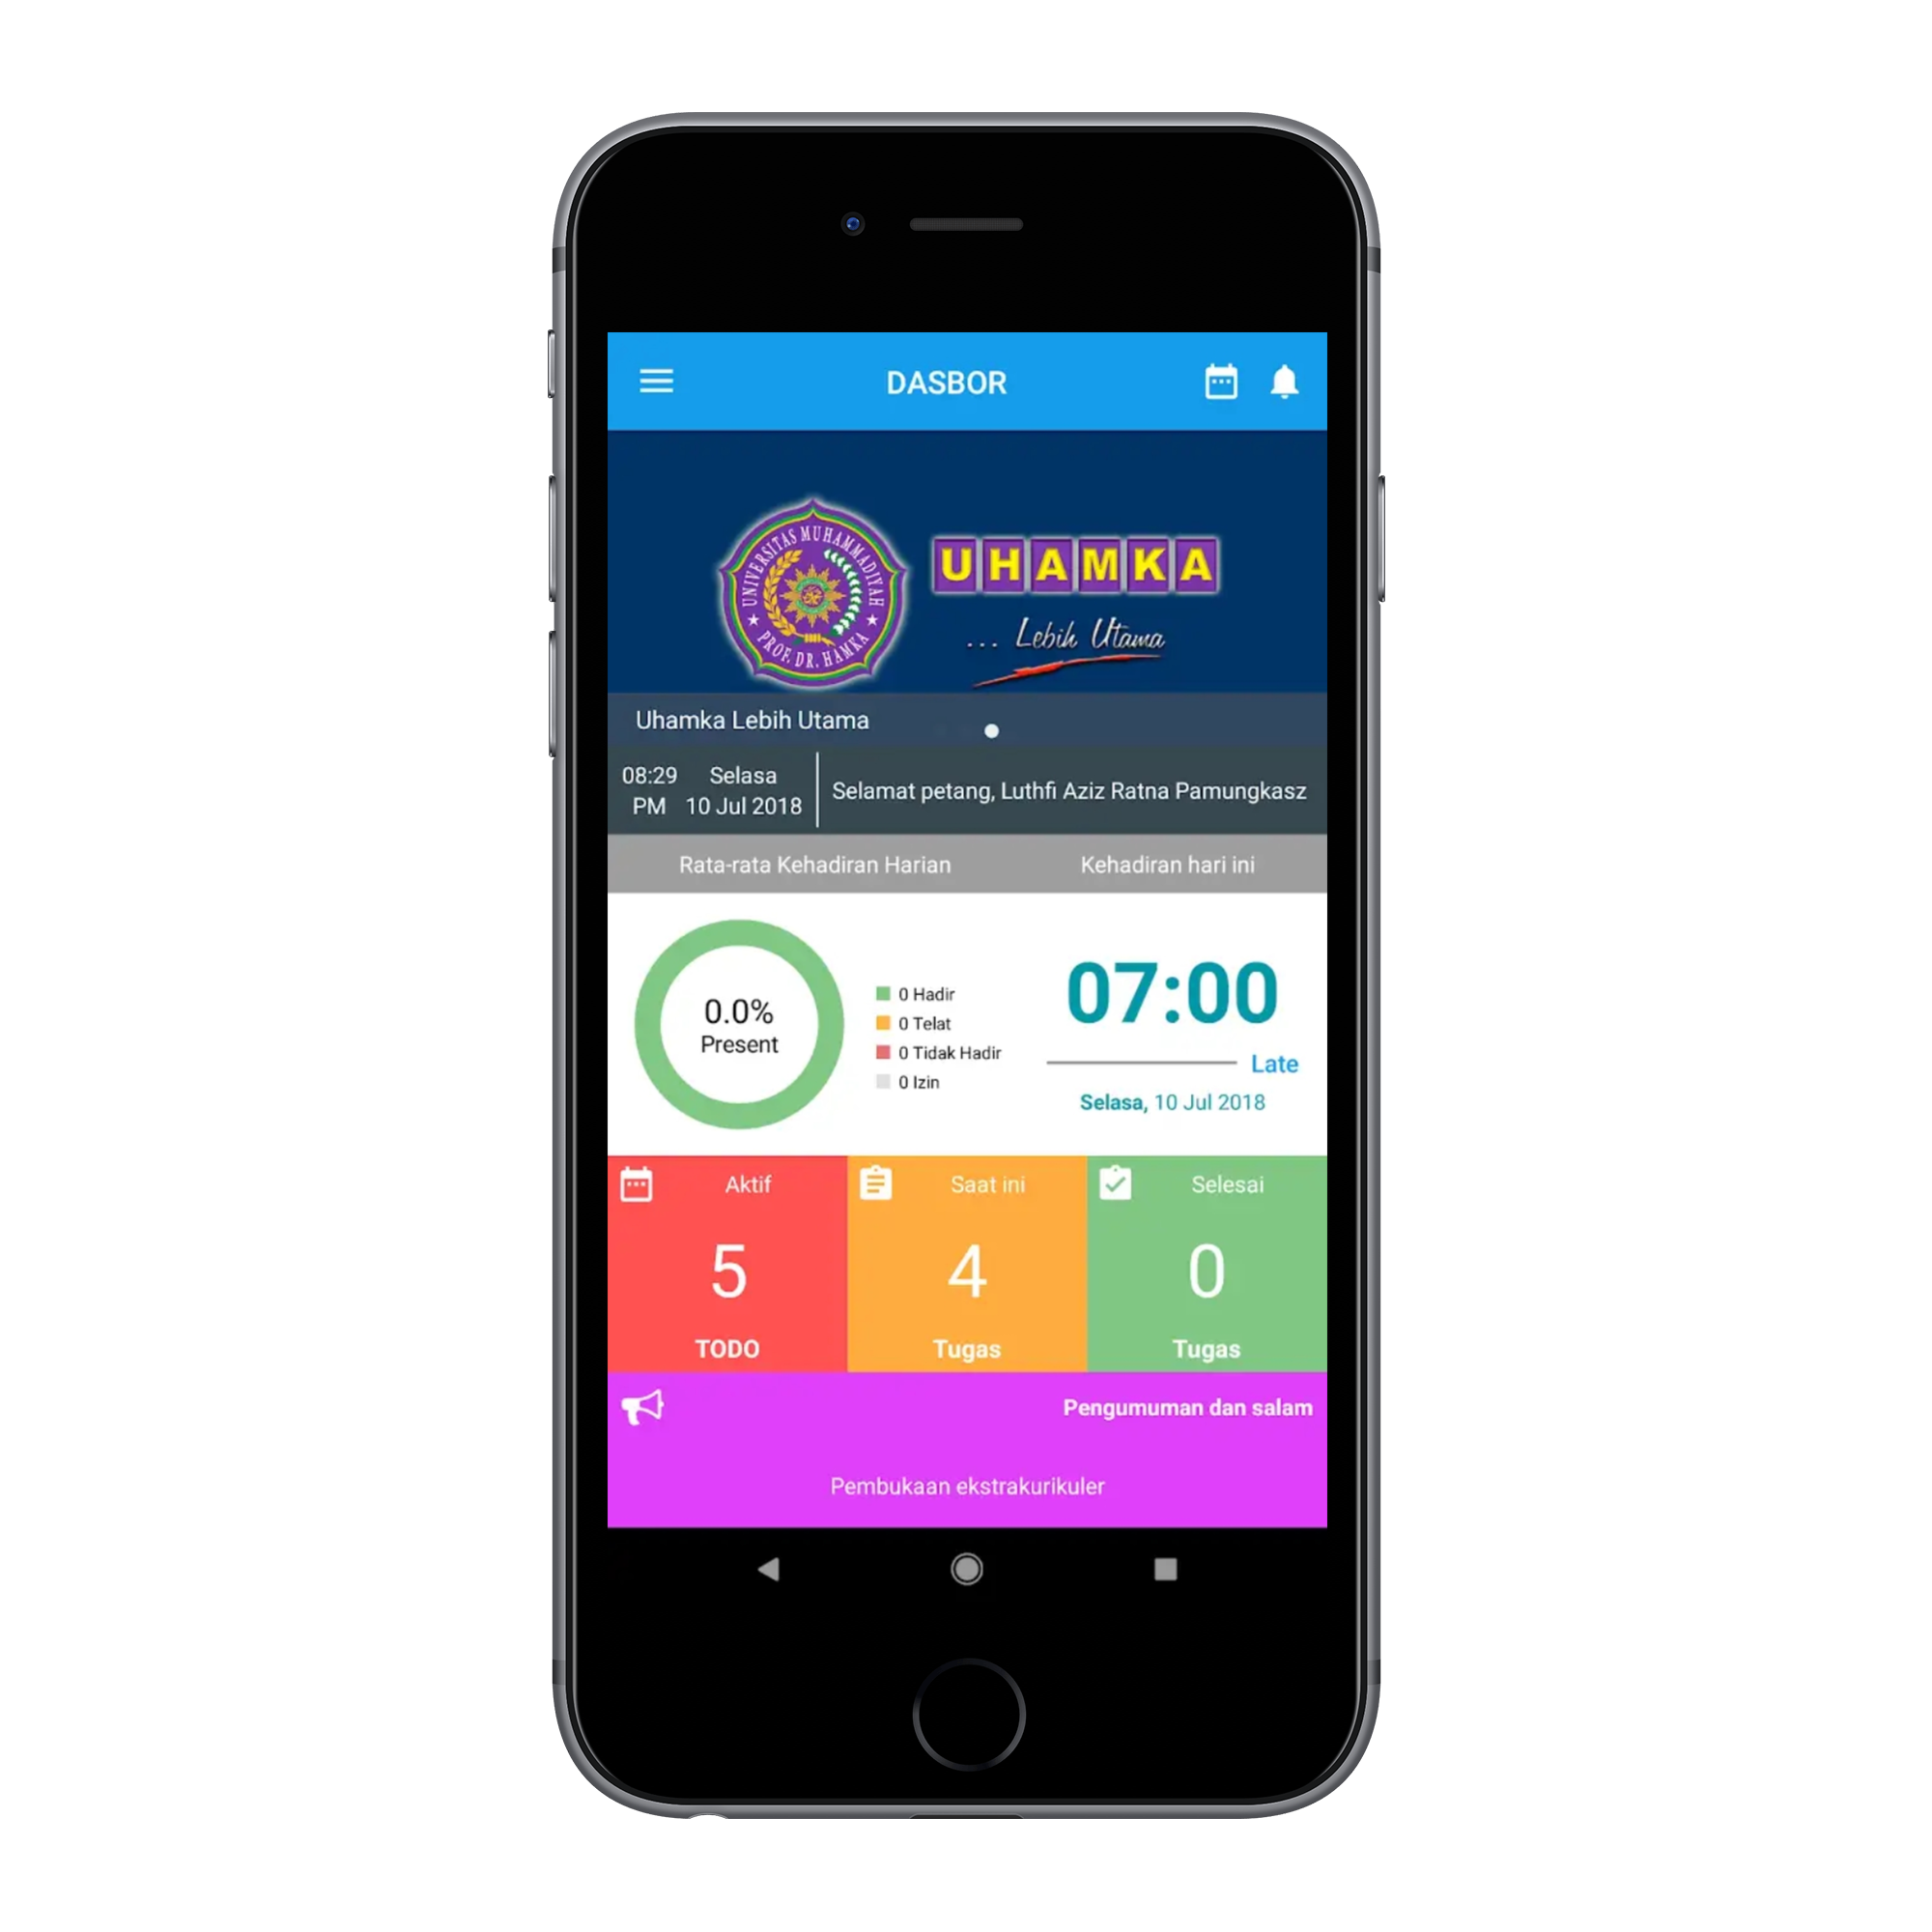 DASBOR
UNIVERSITAS MUHAMMADIYAH
PROF. DR. HAMKA
UHAMKA
... Lebih Utama
Uhamka Lebih Utama
08:29 Selasa
PM 10 Jul 2018
Selamat petang, Luthfi Aziz Ratna Pamungkasz
Rata-rata Kehadiran Harian Kehadiran hari ini
0.0%
Present
0 Hadir
0 Telat
0 Tidak Hadir
0 Izin
07:00
Late
Selasa, 10 Jul 2018
Aktif
5
TODO
Saat ini
4
Tugas
Selesai
0
Tugas
Pengumuman dan salam
Pembukaan ekstrakurikuler